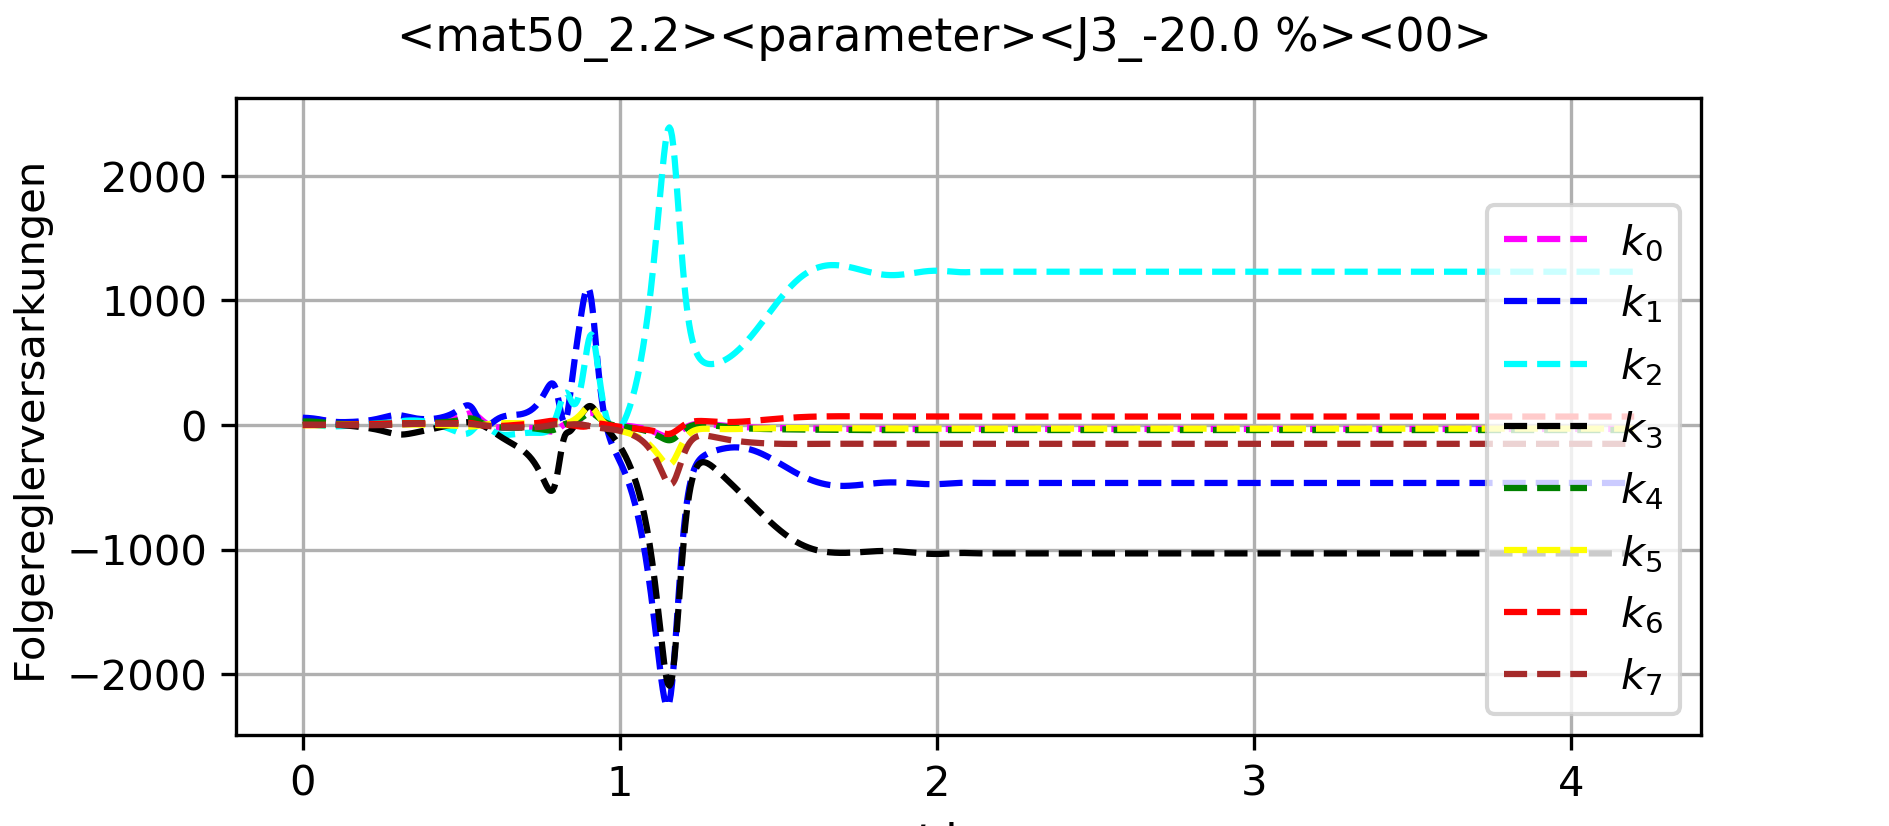 <mat50_2.2><parameter><J3_-20.0 %><00>
Folgereglerversarkungen
2000
1000
0
−1000
−2000
0 1 2 3 4
k0
k1
k2
k3
k4
k5
k6
k7